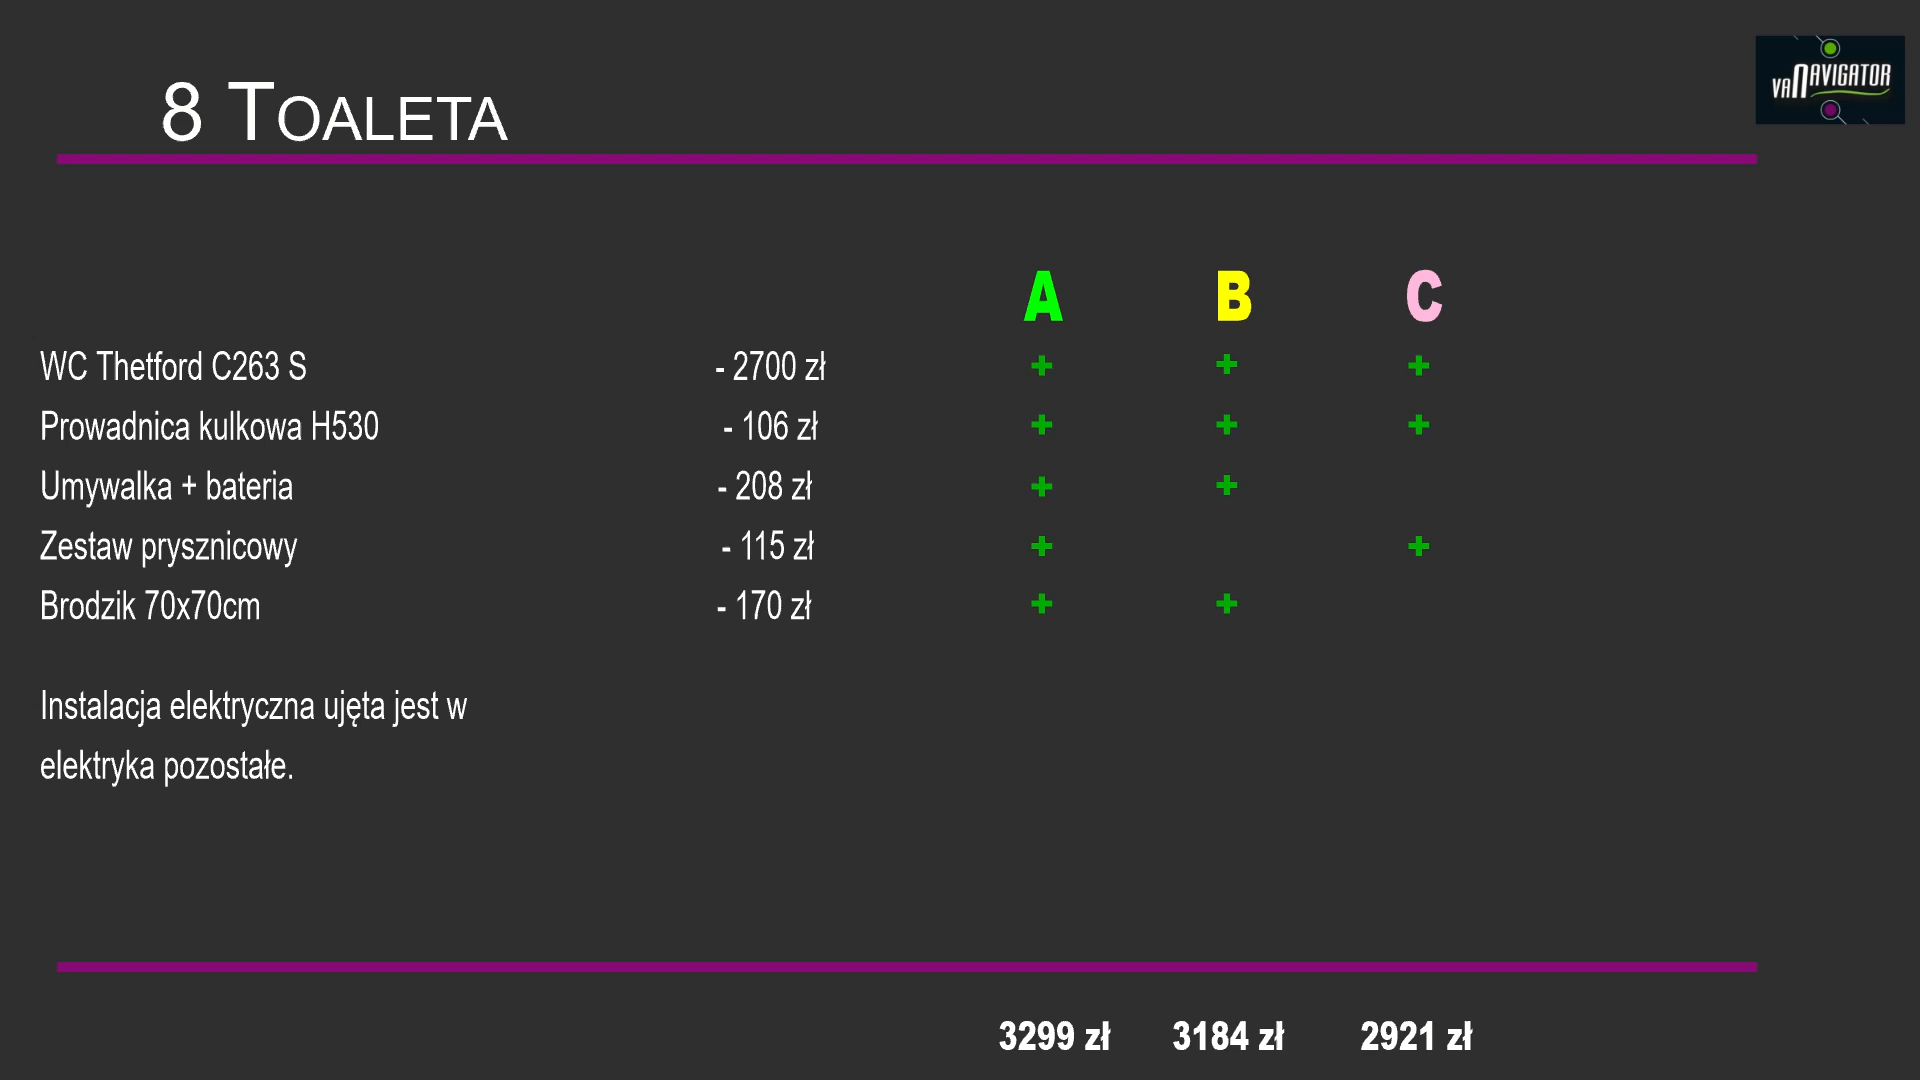 8 Toaleta
vanavigator
A B C
WC Thetford C263 S - 2700 zł + + +
Prowadnica kulkowa H530 - 106 zł + + +
Umywalka + bateria - 208 zł + +
Zestaw prysznicowy - 115 zł + +
Brodzik 70x70cm - 170 zł + +
Instalacja elektryczna ujęta jest w
elektryka pozostałe.
3299 zł 3184 zł 2921 zł